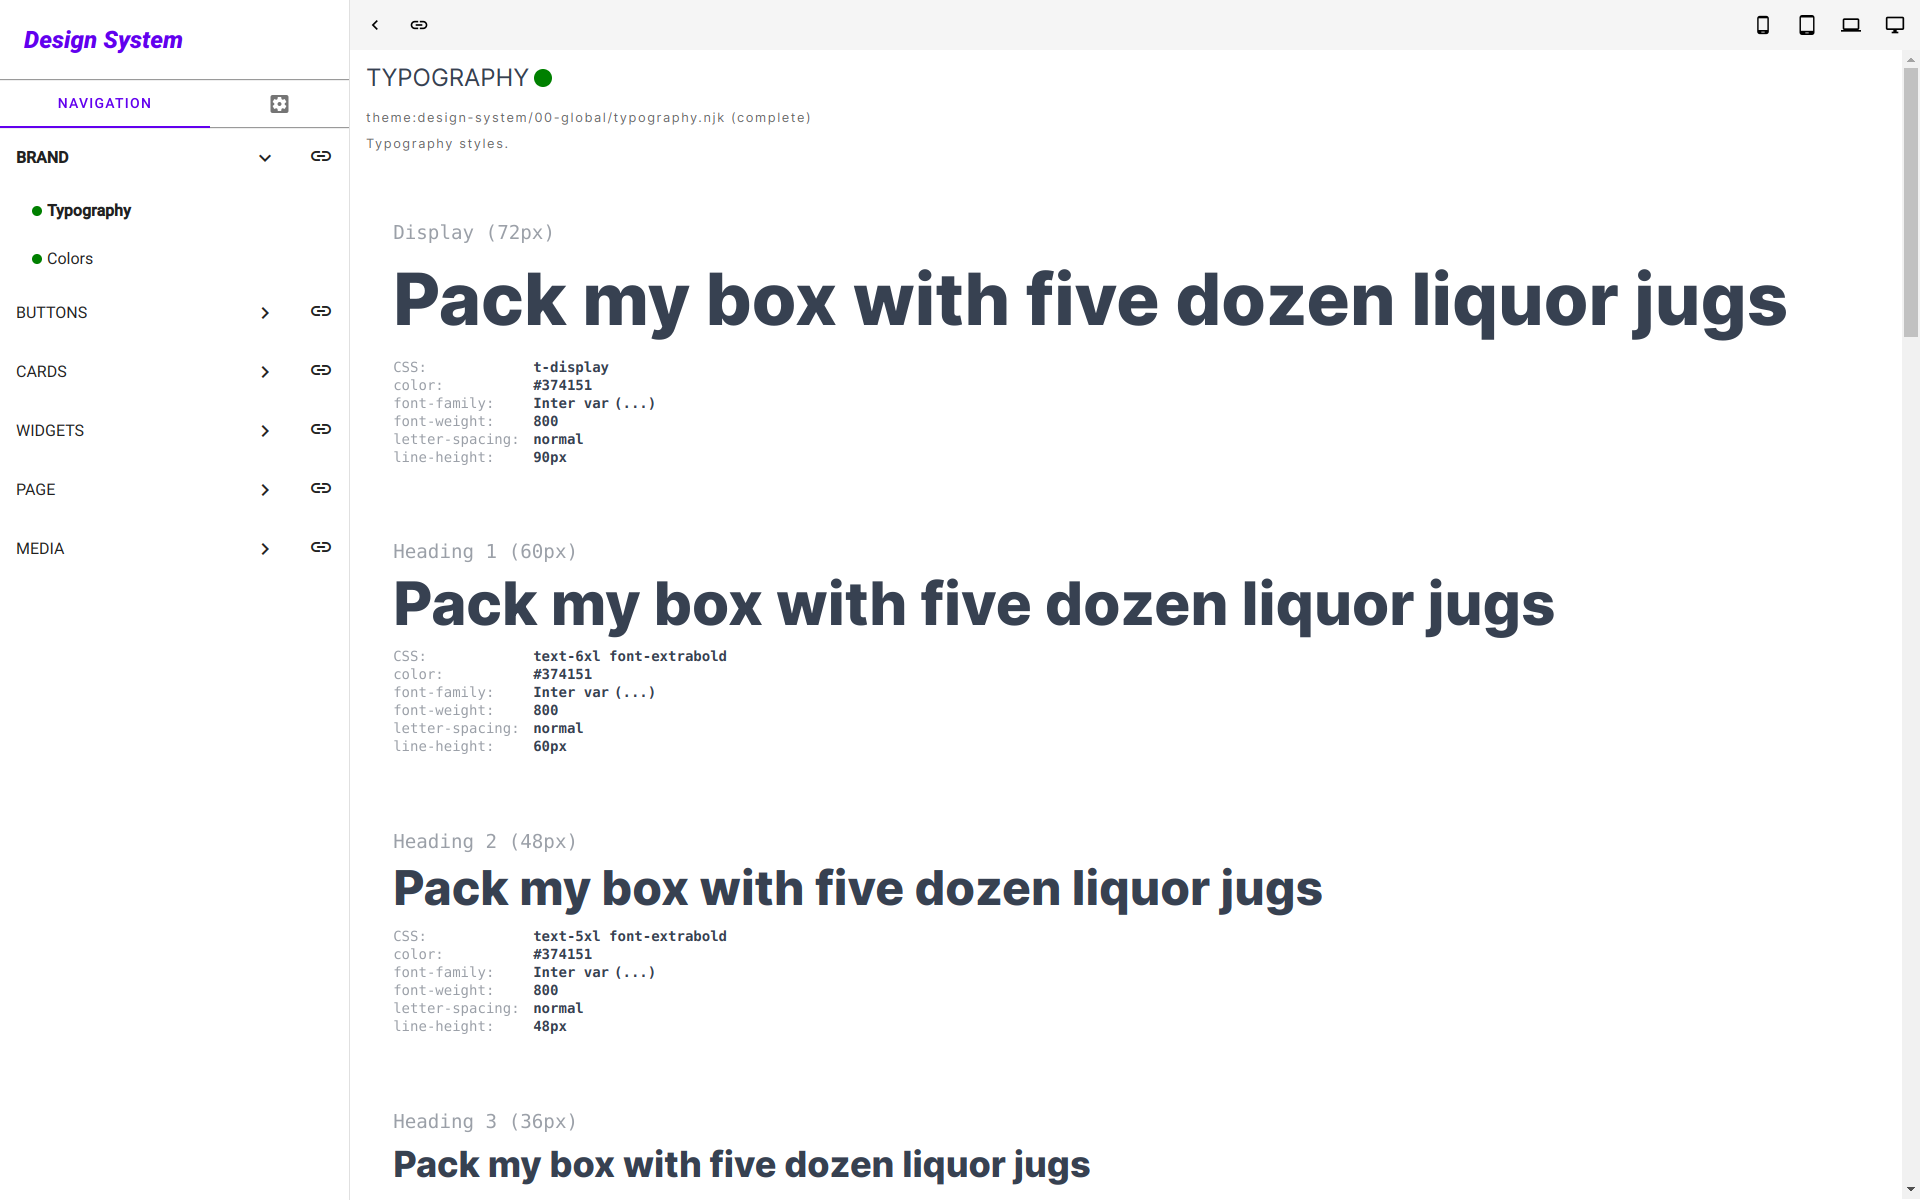 Design System
NAVIGATION
BRAND
Typography
Colors
BUTTONS
CARDS
WIDGETS
PAGE
MEDIA
TYPOGRAPHY
theme:design-system/00-global/typography.njk (complete)
Typography styles.
Display (72px)
Pack my box with five dozen liquor jugs
CSS: t-display
color: #374151
font-family: Inter var (...)
font-weight: 800
letter-spacing: normal
line-height: 90px
Heading 1 (60px)
Pack my box with five dozen liquor jugs
CSS: text-6xl font-extrabold
color: #374151
font-family: Inter var (...)
font-weight: 800
letter-spacing: normal
line-height: 60px
Heading 2 (48px)
Pack my box with five dozen liquor jugs
CSS: text-5xl font-extrabold
color: #374151
font-family: Inter var (...)
font-weight: 800
letter-spacing: normal
line-height: 48px
Heading 3 (36px)
Pack my box with five dozen liquor jugs